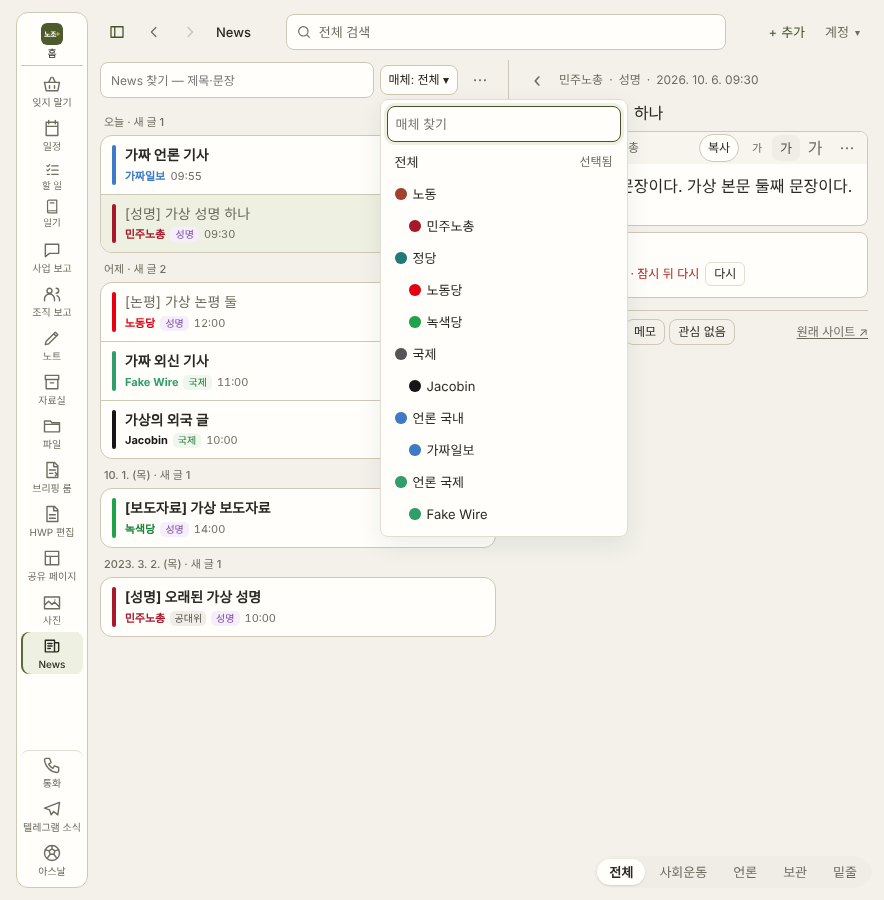 노조+
홈
잊지 말기
일정
할 일
일기
사업 보고
조직 보고
노트
자료실
파일
브리핑 룸
HWP 편집
공유 페이지
사진
News
통화
텔레그램 소식
아스날
News
전체 검색
+ 추가
계정 ▾
News 찾기 — 제목·문장
매체: 전체 ▾
⋯
오늘 · 새 글 1
가짜 언론 기사
가짜일보 09:55
[성명] 가상 성명 하나
민주노총 성명 09:30
어제 · 새 글 2
[논평] 가상 논평 둘
노동당 성명 12:00
가짜 외신 기사
Fake Wire 국제 11:00
가상의 외국 글
Jacobin 국제 10:00
10. 1. (목) · 새 글 1
[보도자료] 가상 보도자료
녹색당 성명 14:00
2023. 3. 2. (목) · 새 글 1
[성명] 오래된 가상 성명
민주노총 공대위 성명 10:00
매체 찾기
전체 선택됨
노동
민주노총
정당
노동당
녹색당
국제
Jacobin
언론 국내
가짜일보
언론 국제
Fake Wire
민주노총 · 성명 · 2026. 10. 6. 09:30
하나
총 복사 가 가 가 ⋯
문장이다. 가상 본문 둘째 문장이다.
· 잠시 뒤 다시 다시
메모 관심 없음 원래 사이트 ↗
전체 사회운동 언론 보관 밑줄